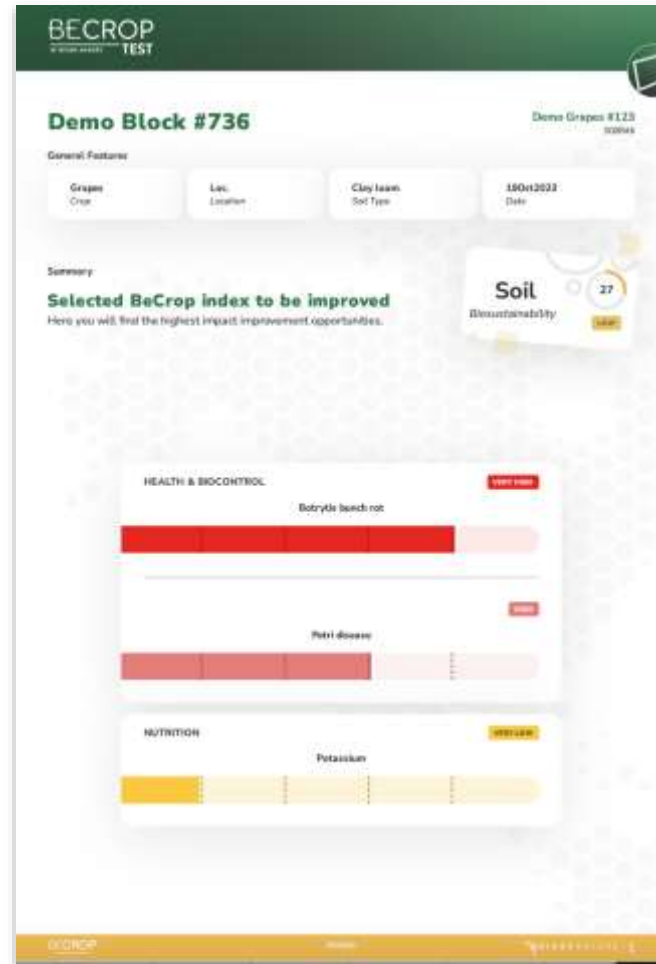 BECROP
TEST
Demo Block #736
Demo Grapes #123
General Features
Grapes
Crop
Loc.
Location
Clay loam
Soil Type
19Oct2023
Date
Summary
Selected BeCrop index to be improved
Here you will find the highest impact improvement opportunities.
Soil
Biosustainability
27
LOW
HEALTH & BIOCONTROL
VERY HIGH
Botrytis bunch rot
HIGH
Petri disease
NUTRITION
VERY LOW
Potassium
BECROP